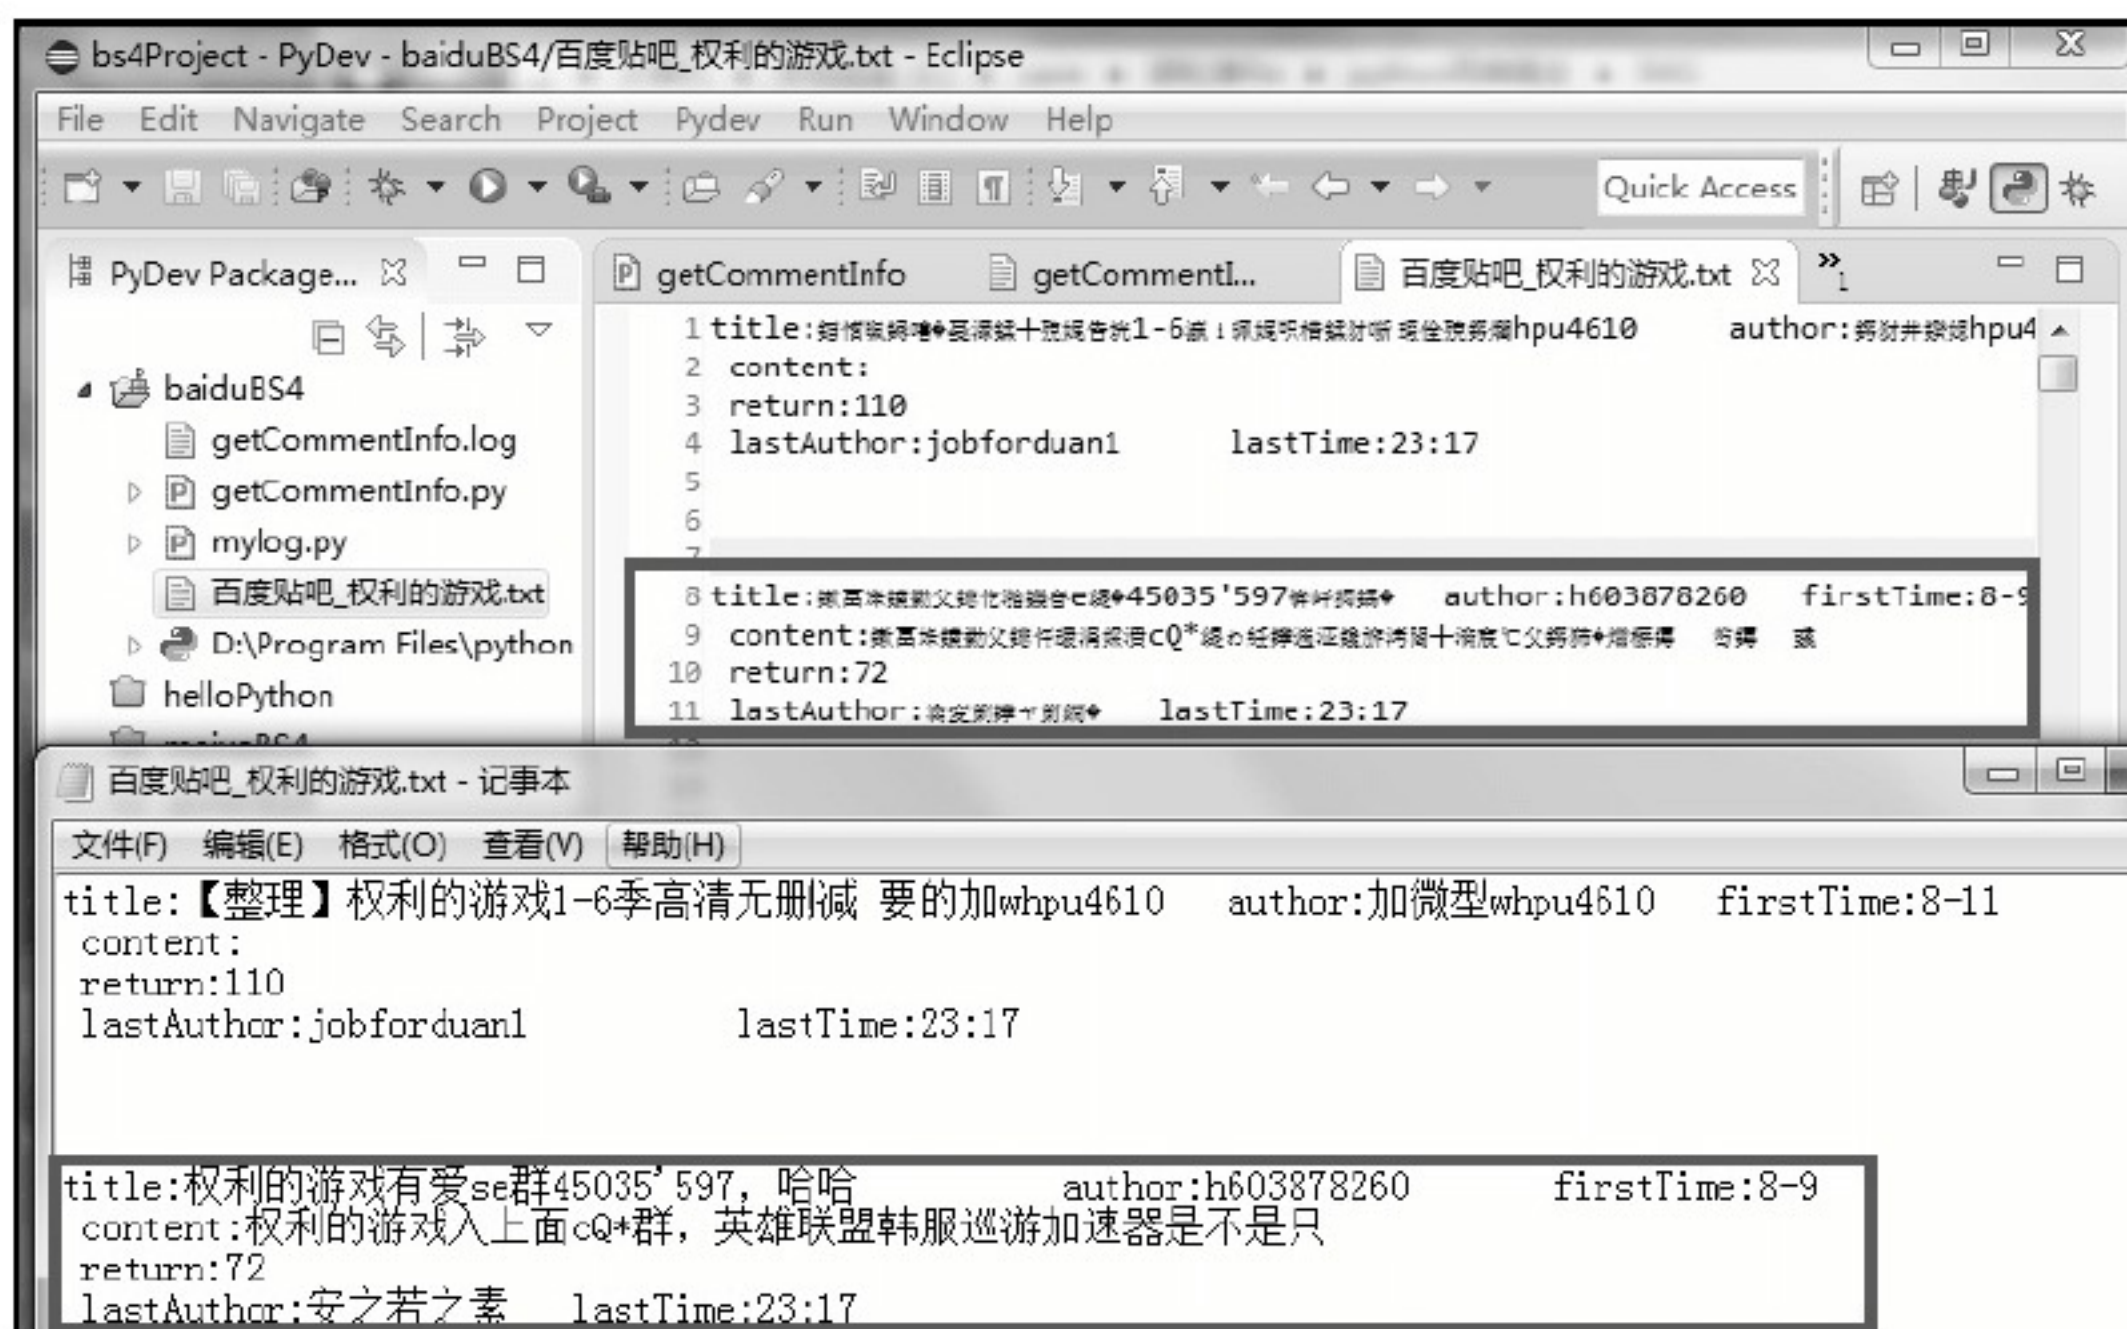 bs4Project - PyDev - baiduBS4/百度贴吧_权利的游戏.txt - Eclipse
File Edit Navigate Search Project Pydev Run Window Help
Quick Access
PyDev Package...
getCommentInfo
getCommentI...
百度贴吧_权利的游戏.txt
»1
baiduBS4
getCommentInfo.log
getCommentInfo.py
mylog.py
百度贴吧_权利的游戏.txt
D:\Program Files\python
helloPython
1 title: 1-6 hpu4610 author: hpu4
2 content:
3 return:110
4 lastAuthor:jobforduan1 lastTime:23:17
5
6
7
8 title: 45035'597 author:h603878260 firstTime:8-9
9 content: cQ*
10 return:72
11 lastAuthor: lastTime:23:17
百度贴吧_权利的游戏.txt - 记事本
文件(F) 编辑(E) 格式(O) 查看(V) 帮助(H)
title:【整理】权利的游戏1-6季高清无删减 要的加whpu4610 author:加微型whpu4610 firstTime:8-11
content:
return:110
lastAuthor:jobforduan1 lastTime:23:17
title:权利的游戏有爱se群45035'597，哈哈 author:h603878260 firstTime:8-9
content:权利的游戏入上面cQ*群，英雄联盟韩服巡游加速器是不是只
return:72
lastAuthor:安之若之素 lastTime:23:17